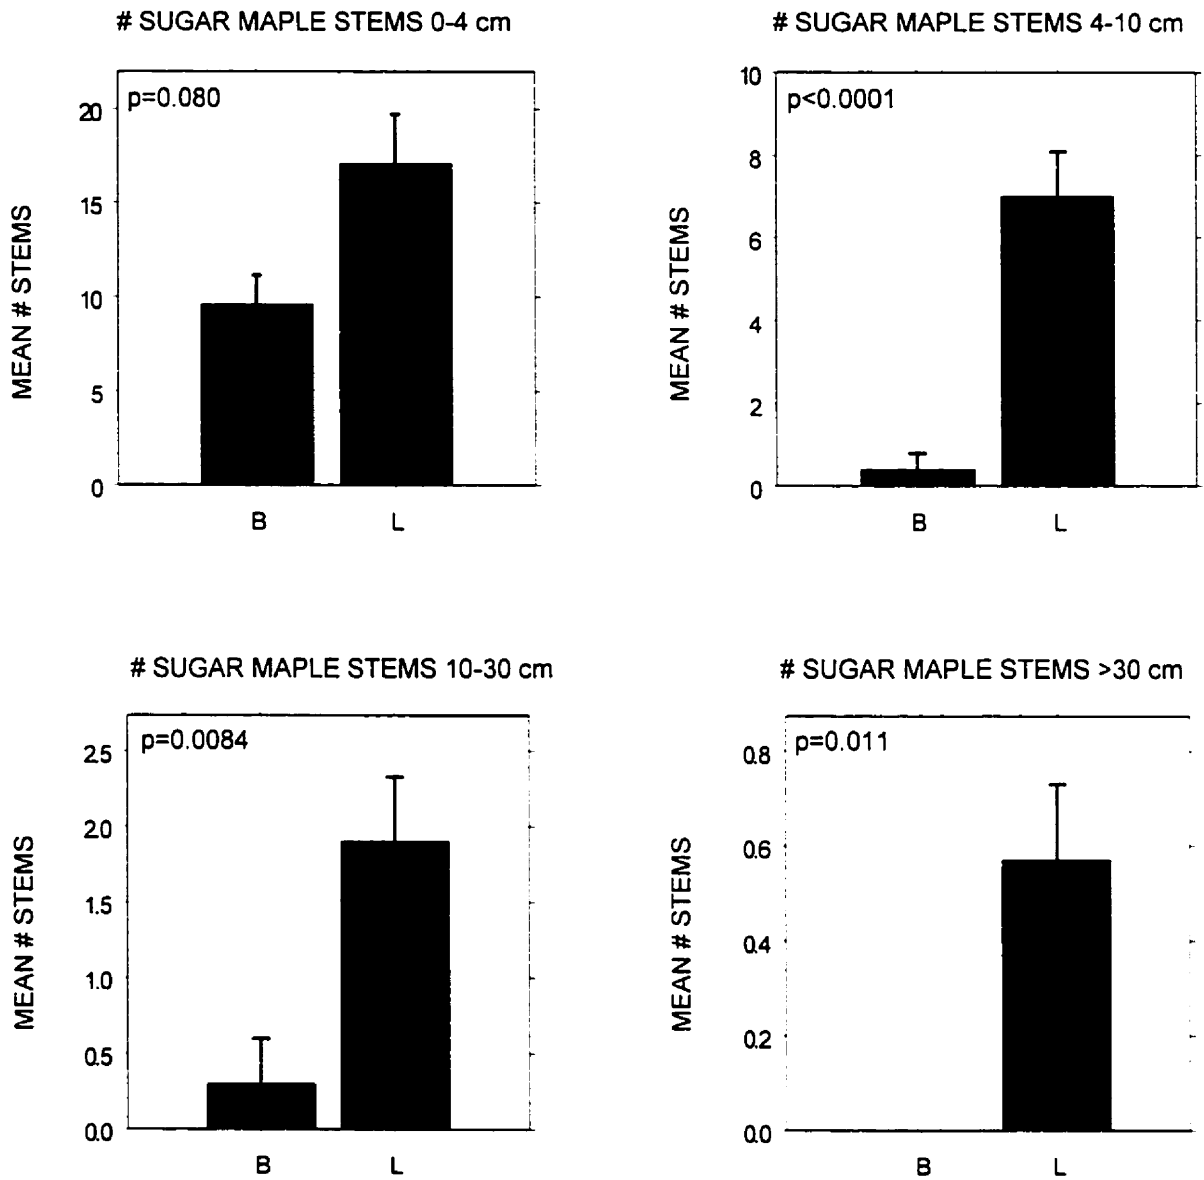 # SUGAR MAPLE STEMS 0-4 cm
p=0.080
20
15
10
5
0
MEAN # STEMS
B L
# SUGAR MAPLE STEMS 4-10 cm
p<0.0001
10
8
6
4
2
0
MEAN # STEMS
B L
# SUGAR MAPLE STEMS 10-30 cm
p=0.0084
2.5
2.0
1.5
1.0
0.5
0.0
MEAN # STEMS
B L
# SUGAR MAPLE STEMS >30 cm
p=0.011
0.8
0.6
0.4
0.2
0.0
MEAN # STEMS
B L